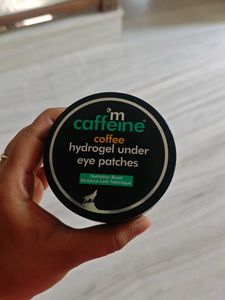 'm
caffeine
coffee
hydrogel under
eye patches
Hydration Boost
Moisture-Lock Technique